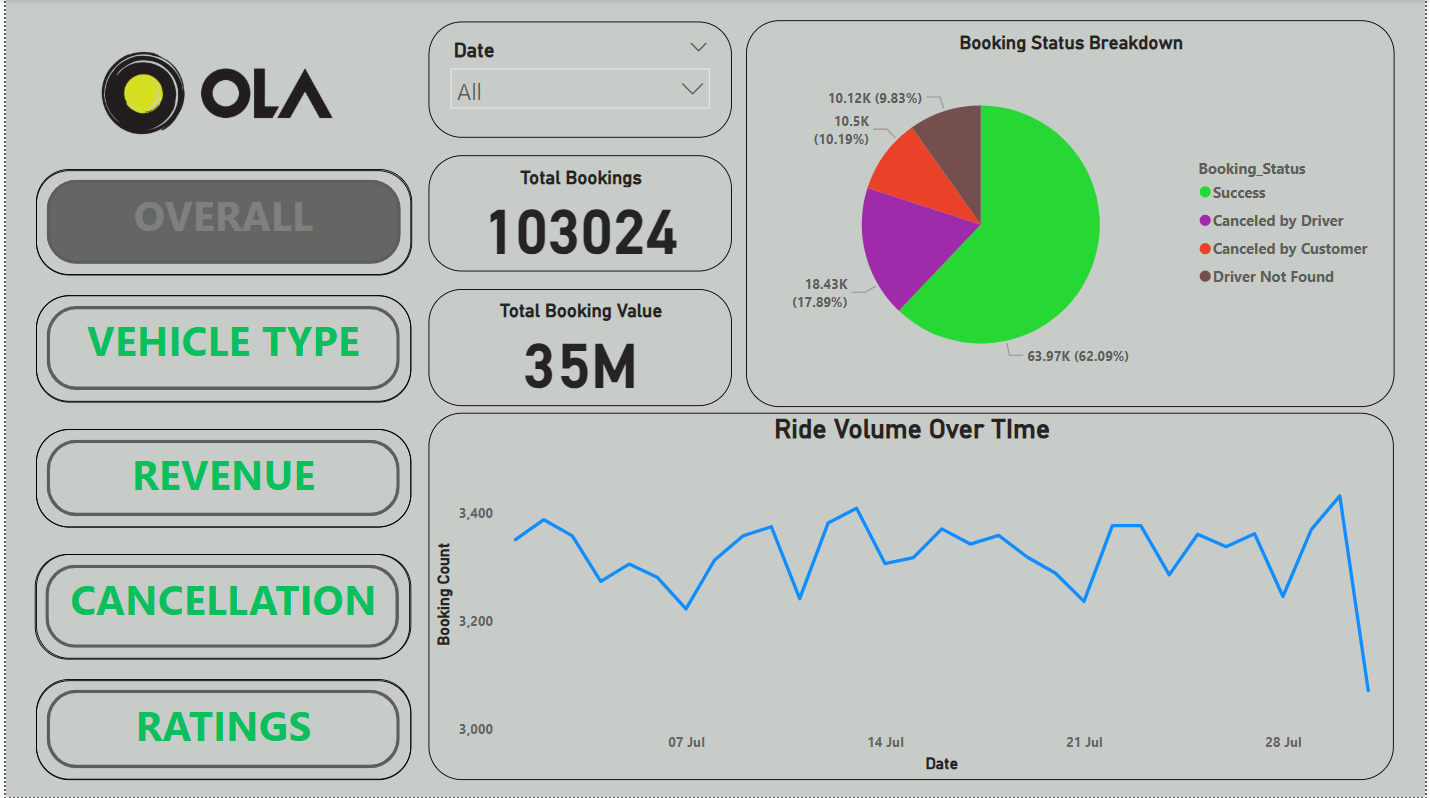 OLA
OVERALL
VEHICLE TYPE
REVENUE
CANCELLATION
RATINGS
Date
All
Total Bookings
103024
Total Booking Value
35M
Booking Status Breakdown
10.12K (9.83%)
10.5K
(10.19%)
18.43K
(17.89%)
63.97K (62.09%)
Booking_Status
Success
Canceled by Driver
Canceled by Customer
Driver Not Found
Ride Volume Over TIme
Booking Count
3,400
3,200
3,000
07 Jul
14 Jul
21 Jul
28 Jul
Date